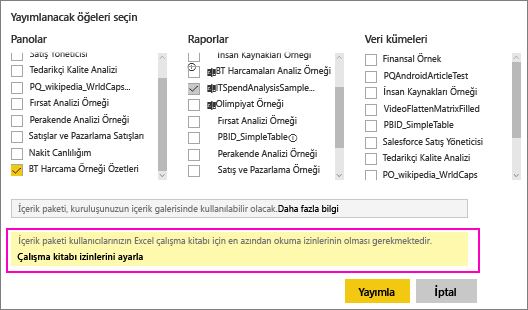 Yayımlanacak öğeleri seçin
Panolar
Satış Yöneticisi
Tedarikçi Kalite Analizi
PQ_wikipedia_WrldCaps...
Fırsat Analizi Örneği
Perakende Analizi Örneği
Satışlar ve Pazarlama Satışları
Nakit Canlılığım
BT Harcama Örneği Özetleri
Raporlar
İnsan Kaynakları Örneği
BT Harcamaları Analiz Örneği
ITSpendAnalysisSample...
Olimpiyat Örneği
Fırsat Analizi Örneği
PBID_SimpleTable
Perakende Analizi Örneği
Satış ve Pazarlama Örneği
Veri kümeleri
Finansal Örnek
PQAndroidArticleTest
İnsan Kaynakları Örneği
VideoFlattenMatrixFilled
PBID_SimpleTable
Salesforce Satış Yöneticisi
Tedarikçi Kalite Analizi
PO_wikipedia_WrldCaps
İçerik paketi, kuruluşunuzun içerik galerisinde kullanılabilir olacak.Daha fazla bilgi
İçerik paketi kullanıcılarınızın Excel çalışma kitabı için en azından okuma izinlerinin olması gerekmektedir.
Çalışma kitabı izinlerini ayarla
Yayımla
İptal